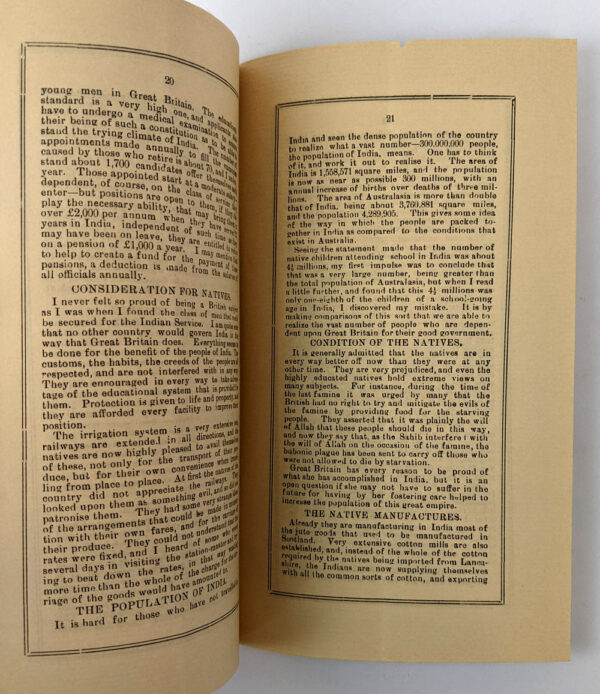 20
young men in Great Britain. The
standard is a very high one, and
have to undergo a medical examination
their being of such a constitution as to
stand the trying climate of India. The
appointments made annually to fill the
caused by those who retire is about 70, and I
stand about 1,700 candidates offer
year. Those appointed start at a moderate
dependent, of course, on the class of
enter—but positions are open to them, if they
play the necessary ability, that may bring
over £2,000 per annum when they have
years in India, independent of such time as
may have been on leave, they are entitled to
on a pension of £1,000 a year. I may mention
to help to create a fund for the payment of
pensions, a deduction is made from the
all officials annually.
CONSIDERATION FOR NATIVES.
I never felt so proud of being a British
as I was when I found the class of men that
be secured for the Indian Service. I am quite
that no other country would govern India in the
way that Great Britain does. Everything seems to
be done for the benefit of the people of India. The
customs, the habits, the creeds of the people are
respected, and are not interfered with in any
They are encouraged in every way to take
tage of the educational system that is provided for
them. Protection is given to life and property, and
they are afforded every facility to improve their
position.
The irrigation system is a very extensive
railways are extended in all directions, and the
natives are now highly pleased to avail themselves
of these, not only for the transport of their
duce, but for their own convenience when
ling from place to place. At first the natives of the
country did not appreciate the railways. They
looked upon them as something evil, and
patronise them. They had some very
of the arrangements that could be made in
tion with their own fares, and for the
their produce. They could not understand
rates were fixed, and I heard of some who
several days in visiting the station-master,
ing to beat down the rates, in that way
more time than the whole of the charge for the
riage of the goods would have amounted to.
THE POPULATION OF INDIA.
It is hard for those who have not
21
India and seen the dense population of the country
to realize what a vast number—300,000,000 people,
the population of India, means. One has to think
of it, and work it out to realise it. The area of
India is 1,558,571 square miles, and the population
is now as near as possible 300 millions, with an
annual increase of births over deaths of three mil-
lions. The area of Australasia is more than double
that of India, being about 3,760,881 square miles,
and the population 4,289,905. This gives some idea
of the way in which the people are packed to-
gether in India as compared to the conditions that
exist in Australia.
Seeing the statement made that the number of
native children attending school in India was about
4½ millions, my first impulse was to conclude that
that was a very large number, being greater than
the total population of Australasia, but when I read
a little further, and found that this 4½ millions was
only one-eighth of the children of a school-going
age in India, I discovered my mistake. It is by
making comparisons of this sort that we are able to
realize the vast number of people who are depen-
dent upon Great Britain for their good government.
CONDITION OF THE NATIVES.
It is generally admitted that the natives are in
every way better off now than they were at any
other time. They are very prejudiced, and even the
highly educated natives hold extreme views on
many subjects. For instance, during the time of
the last famine it was urged by many that the
British had no right to try and mitigate the evils of
the famine by providing food for the starving
people. They asserted that it was plainly the will
of Allah that these people should die in this way,
and now they say that, as the Sahib interfered with
the will of Allah on the occasion of the famine, the
bubonic plague has been sent to carry off those who
were not allowed to die by starvation.
Great Britain has every reason to be proud of
what she has accomplished in India, but it is an
open question if she may not have to suffer in the
future for having by her fostering care helped to
increase the population of this great empire.
THE NATIVE MANUFACTURES.
Already they are manufacturing in India most of
the jute goods that used to be manufactured in
Scotland. Very extensive cotton mills are also
established, and, instead of the whole of the cotton
required by the natives being imported from Lanca-
shire, the Indians are now supplying themselves
with all the common sorts of cotton, and exporting